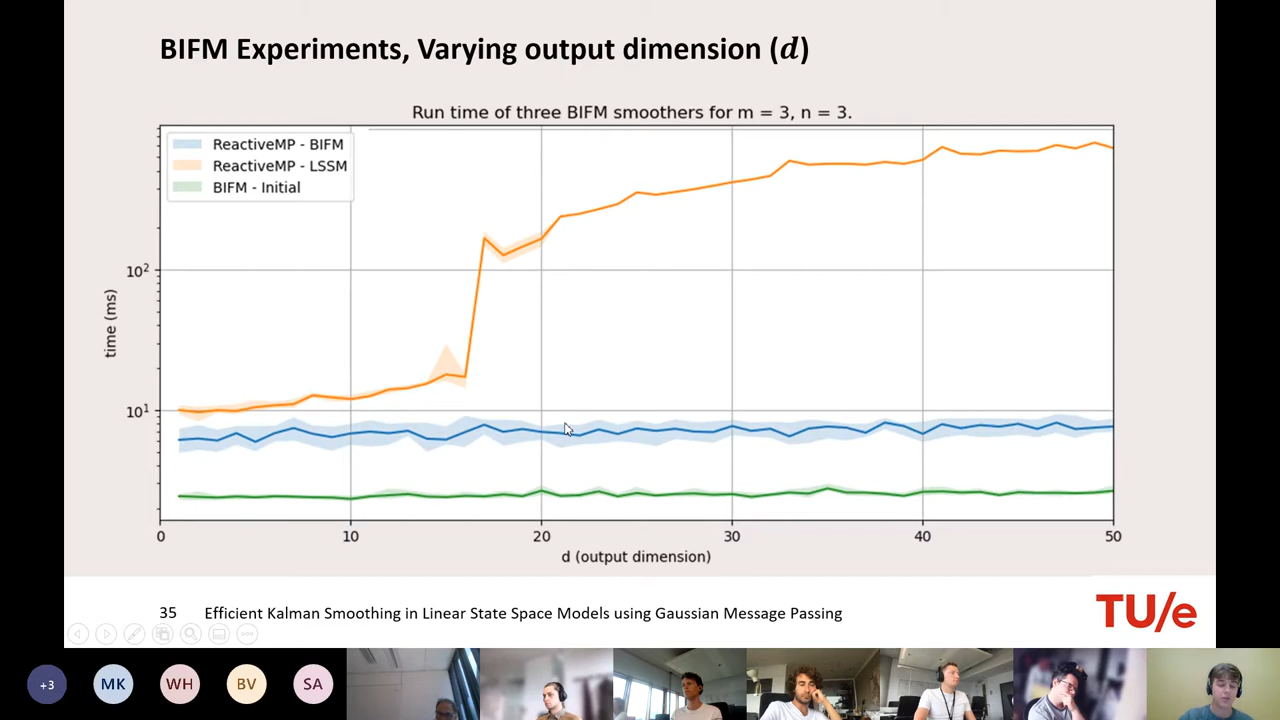 BIFM Experiments, Varying output dimension (d)
Run time of three BIFM smoothers for m = 3, n = 3.
ReactiveMP - BIFM
ReactiveMP - LSSM
BIFM - Initial
time (ms)
10²
10¹
0 10 20 30 40 50
d (output dimension)
35 Efficient Kalman Smoothing in Linear State Space Models using Gaussian Message Passing
TU/e
+3 MK WH BV SA